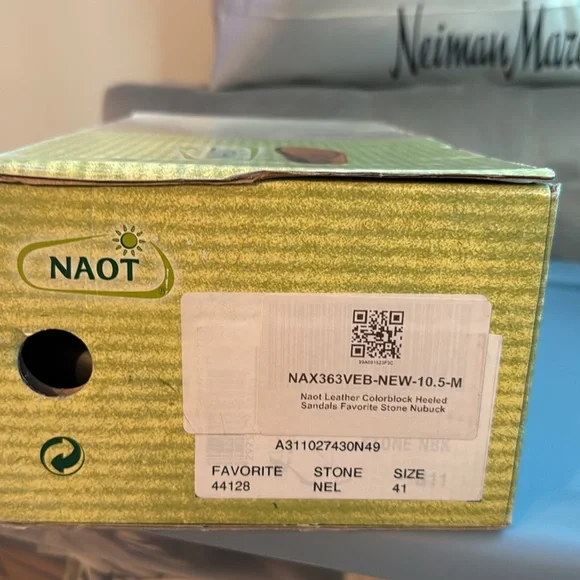 Neiman Marc
NAOT
NAX363VEB-NEW-10.5-M
Naot Leather Colorblock Heeled
Sandals Favorite Stone Nubuck
A311027430N49
FAVORITE STONE SIZE
44128 NEL 41